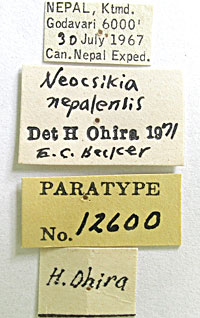 NEPAL, Ktmd.
Godavari 6000'
30 July 1967
Can. Nepal Exped.
Neocsikia
nepalensis
Det H Ohira 1971
E.C. Becker
PARATYPE
No. 12600
H. Ohira